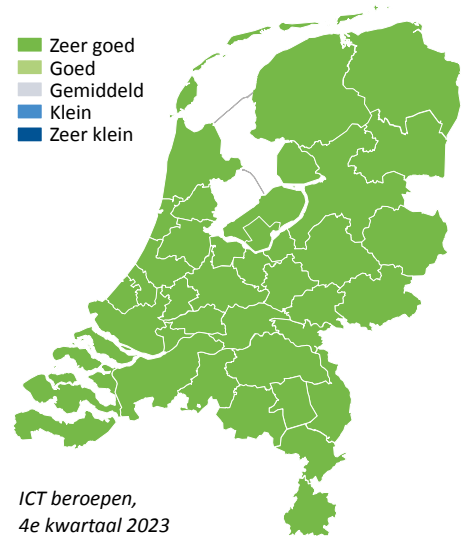 Zeer goed
Goed
Gemiddeld
Klein
Zeer klein
ICT beroepen,
4e kwartaal 2023